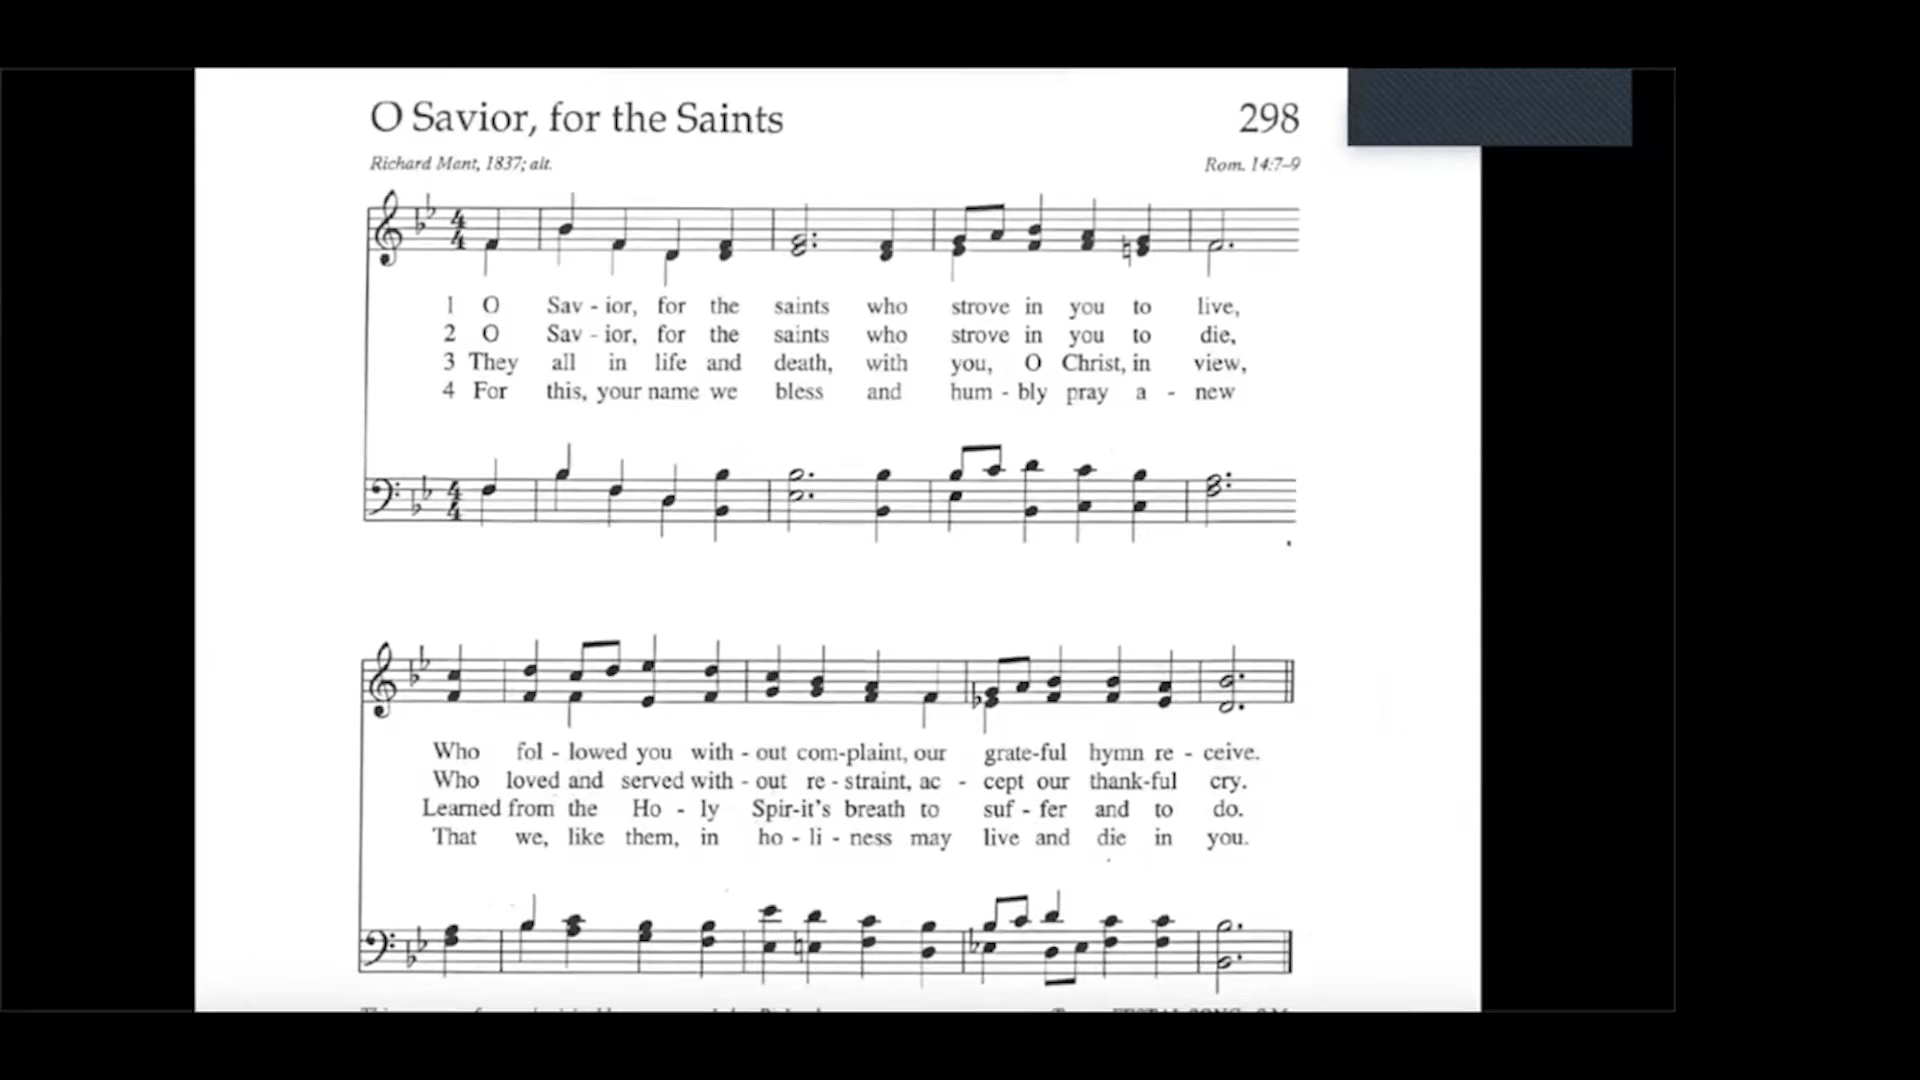 O Savior, for the Saints 298
Richard Mant, 1837; alt. Rom. 14:7–9
1 O Sav - ior, for the saints who strove in you to live,
2 O Sav - ior, for the saints who strove in you to die,
3 They all in life and death, with you, O Christ, in view,
4 For this, your name we bless and hum - bly pray a - new
Who fol - lowed you with - out com-plaint, our grate-ful hymn re - ceive.
Who loved and served with - out re - straint, ac - cept our thank-ful cry.
Learned from the Ho - ly Spir-it's breath to suf - fer and to do.
That we, like them, in ho - li - ness may live and die in you.